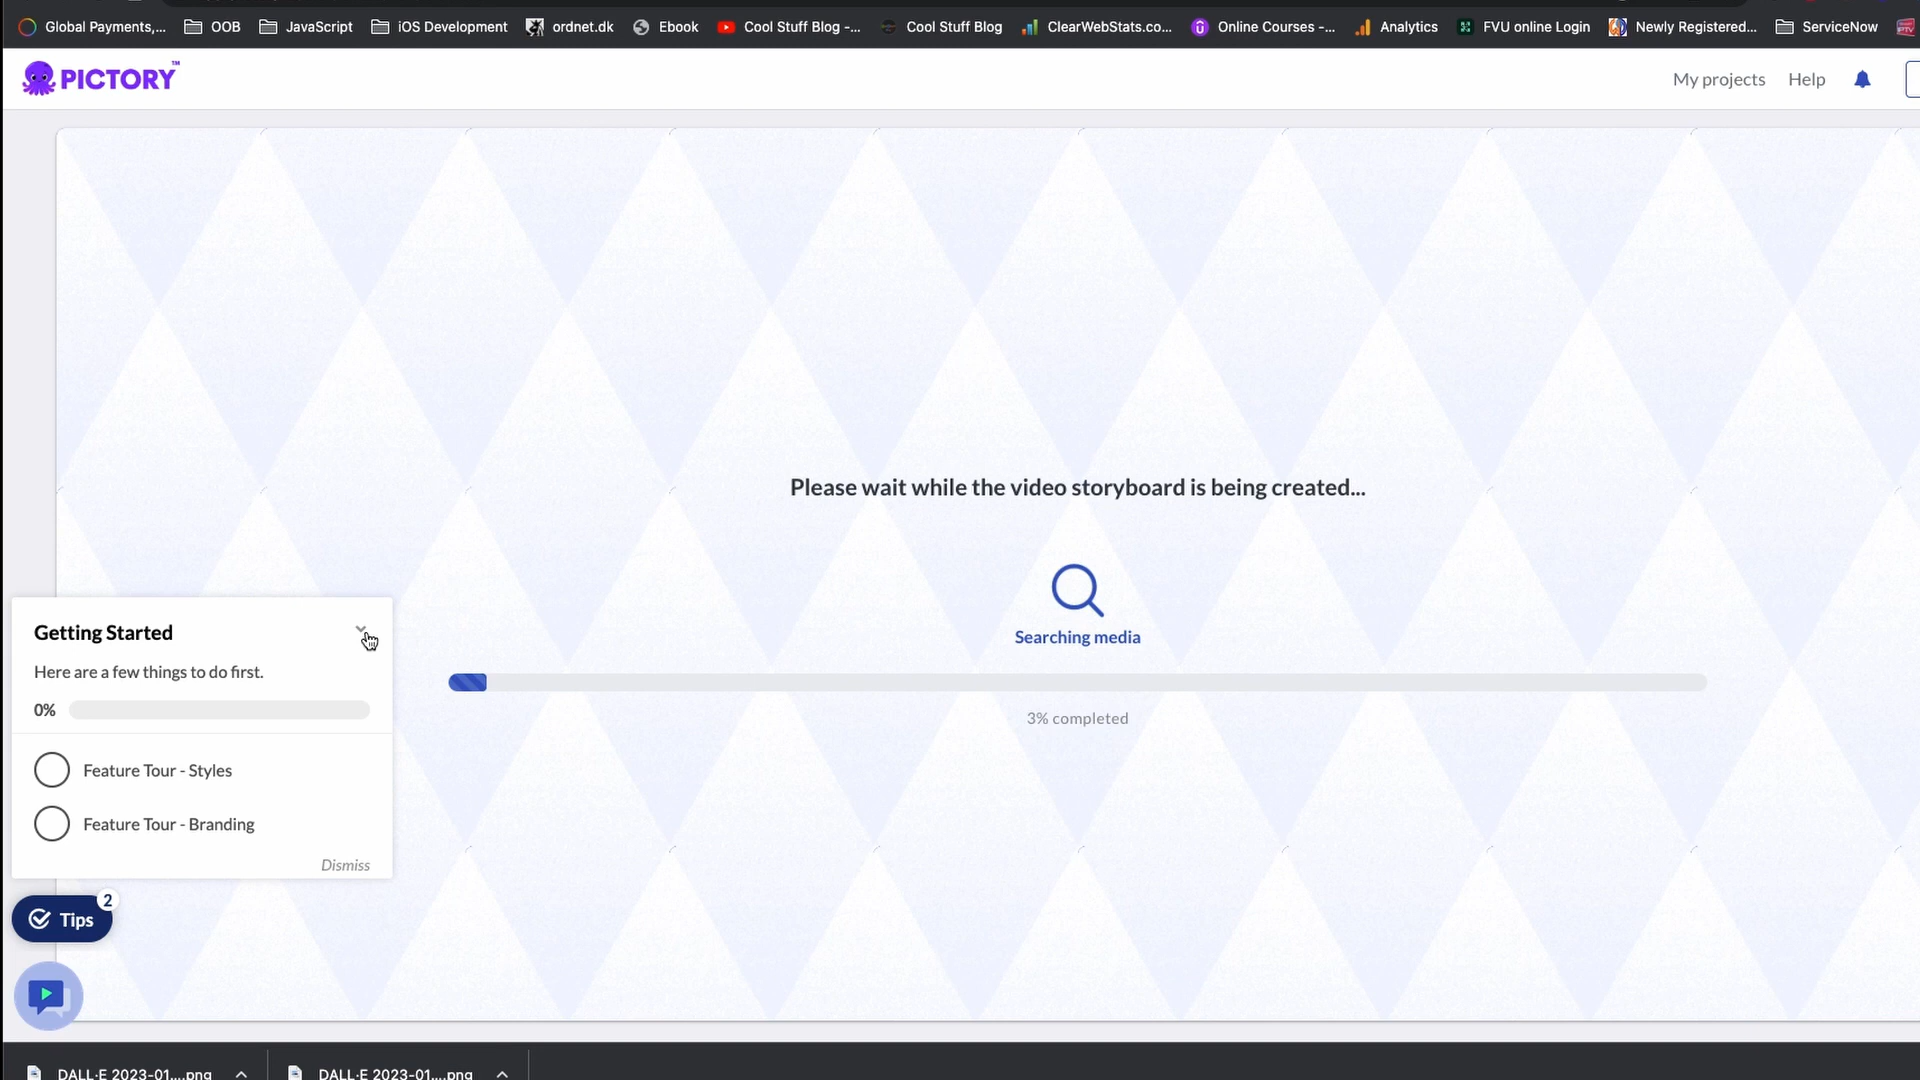 Global Payments,... OOB JavaScript iOS Development ordnet.dk Ebook Cool Stuff Blog -... Cool Stuff Blog ClearWebStats.co... Online Courses -... Analytics FVU online Login Newly Registered... ServiceNow
PICTORY™ My projects Help
Please wait while the video storyboard is being created...
Searching media
3% completed
Getting Started
Here are a few things to do first.
0%
Feature Tour - Styles
Feature Tour - Branding
Dismiss
Tips 2
DALL·E 2023-01....png DALL·E 2023-01....png